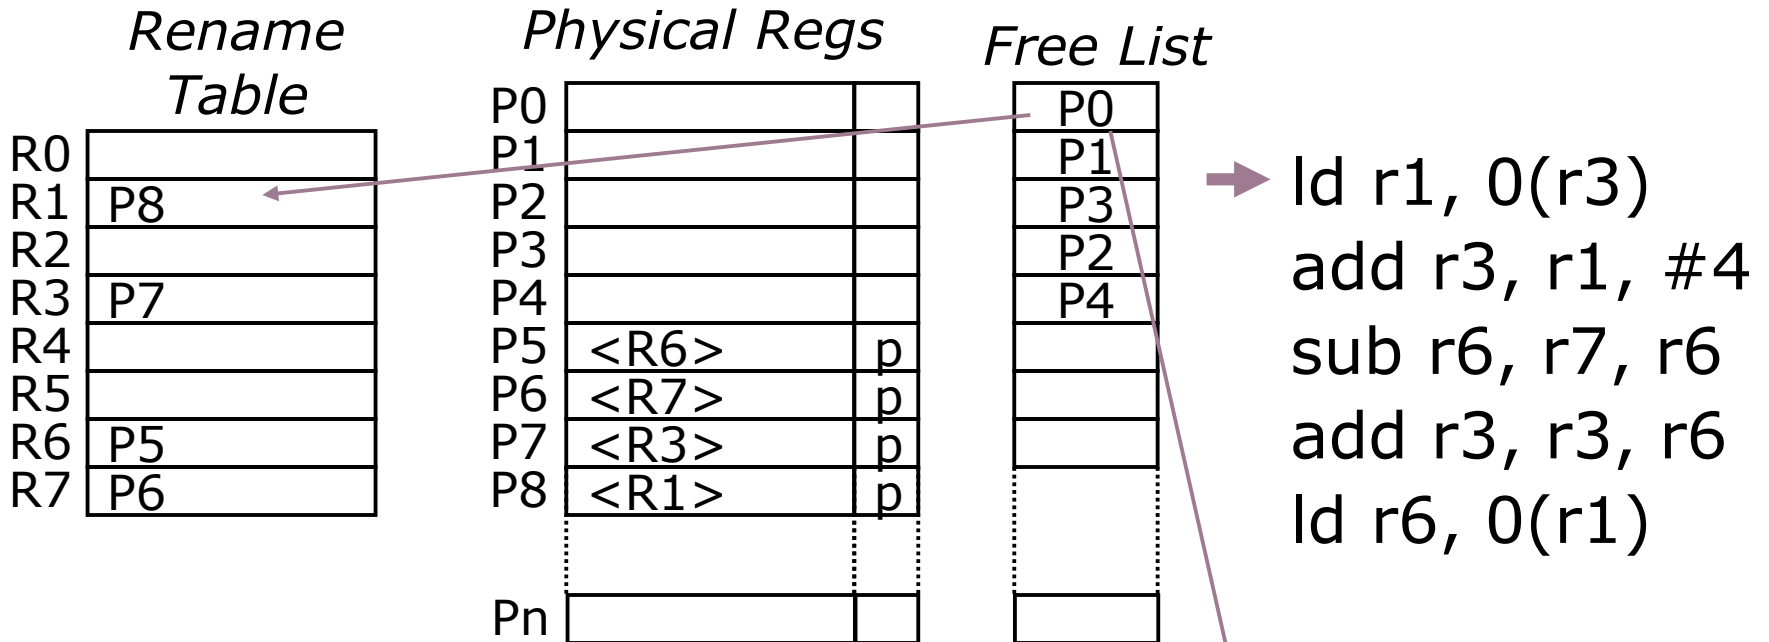 Rename
Table
R0
R1 P8
R2
R3 P7
R4
R5
R6 P5
R7 P6
Physical Regs
P0
P1
P2
P3
P4
P5 <R6> p
P6 <R7> p
P7 <R3> p
P8 <R1> p
Pn
Free List
P0
P1
P3
P2
P4
ld r1, 0(r3)
add r3, r1, #4
sub r6, r7, r6
add r3, r3, r6
ld r6, 0(r1)